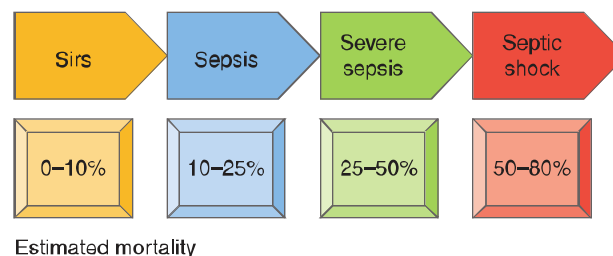 Sirs
Sepsis
Severe
sepsis
Septic
shock
0–10%
10–25%
25–50%
50–80%
Estimated mortality